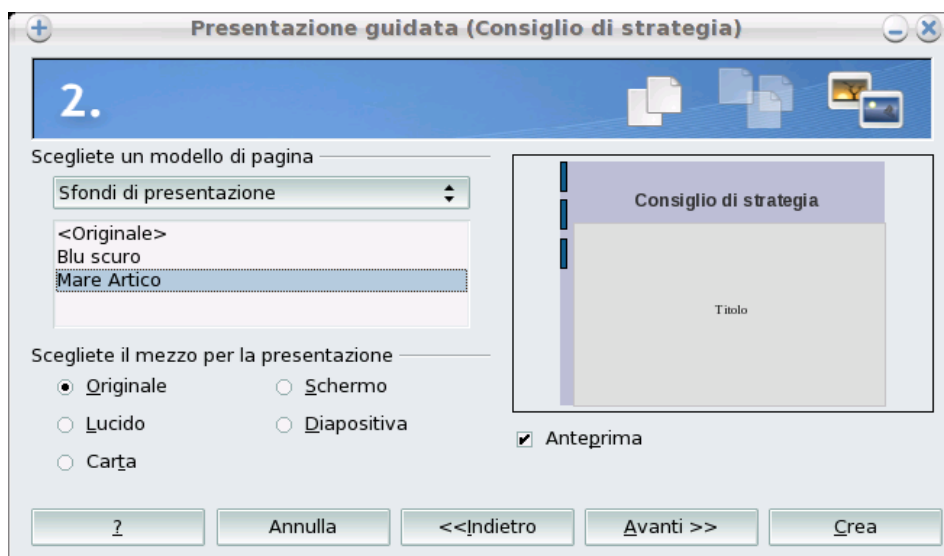 Presentazione guidata (Consiglio di strategia)
2.
Scegliete un modello di pagina
Sfondi di presentazione
<Originale>
Blu scuro
Mare Artico
Consiglio di strategia
Titolo
Scegliete il mezzo per la presentazione
Originale
Schermo
Lucido
Diapositiva
Carta
Anteprima
?
Annulla
<<Indietro
Avanti >>
Crea